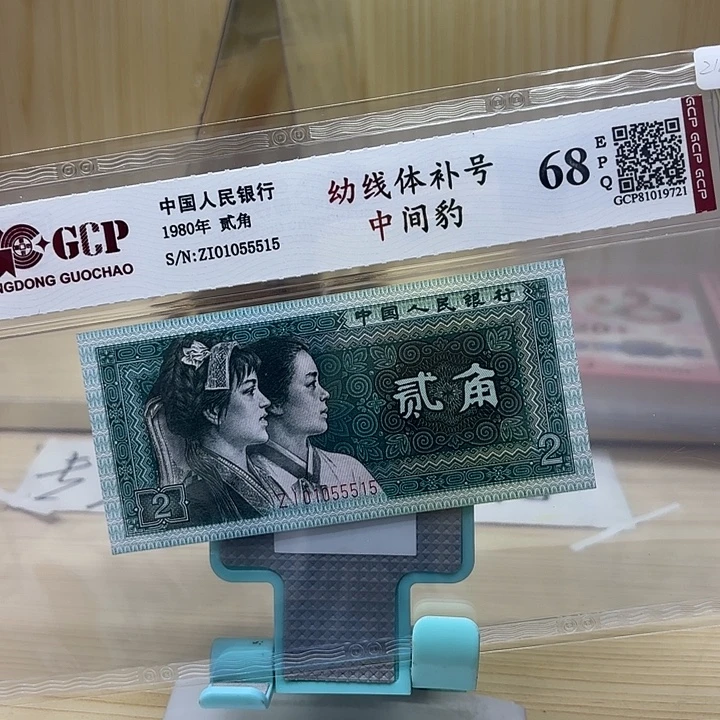 GCP
NGDONG GUOCHAO
中国人民银行
1980年 贰角
S/N:ZI01055515
幼线体补号
中间豹
68
EPQ
GCP81019721
GCP GCP GCP
中国人民银行
2
贰角
2
2
ZI01055515